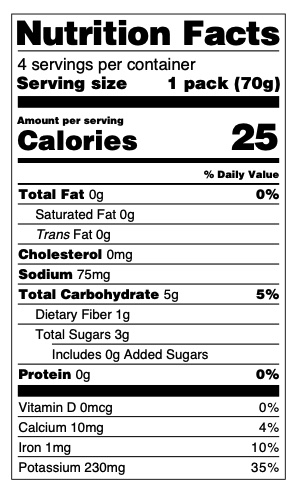 Nutrition Facts
4 servings per container
Serving size 1 pack (70g)
Amount per serving
Calories 25
% Daily Value
Total Fat 0g 0%
Saturated Fat 0g
Trans Fat 0g
Cholesterol 0mg
Sodium 75mg
Total Carbohydrate 5g 5%
Dietary Fiber 1g
Total Sugars 3g
Includes 0g Added Sugars
Protein 0g 0%
Vitamin D 0mcg 0%
Calcium 10mg 4%
Iron 1mg 10%
Potassium 230mg 35%